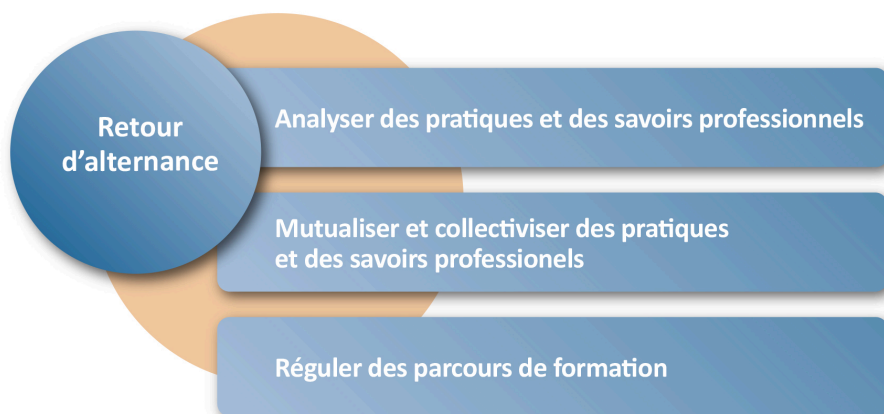 Retour
d'alternance
Analyser des pratiques et des savoirs professionnels
Mutualiser et collectiviser des pratiques
et des savoirs professionels
Réguler des parcours de formation